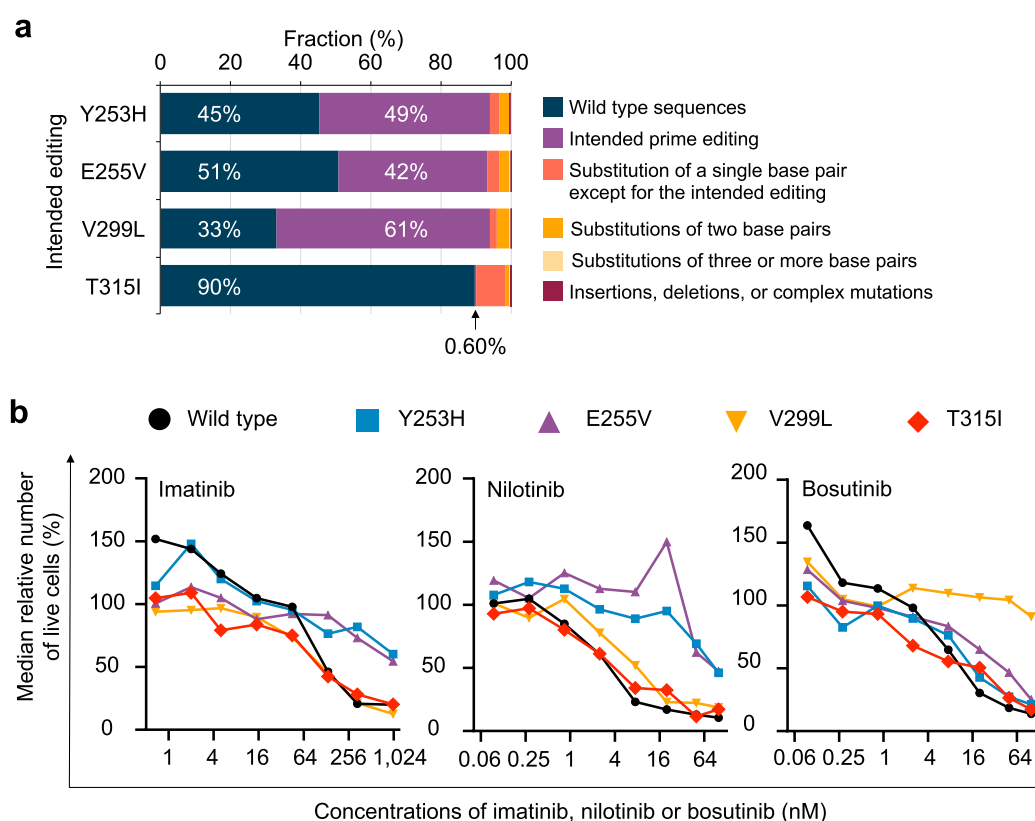 a
Fraction (%)
0 20 40 60 80 100
Intended editing
Y253H 45% 49%
E255V 51% 42%
V299L 33% 61%
T315I 90%
0.60%
Wild type sequences
Intended prime editing
Substitution of a single base pair
except for the intended editing
Substitutions of two base pairs
Substitutions of three or more base pairs
Insertions, deletions, or complex mutations
b
Wild type Y253H E255V V299L T315I
Median relative number
of live cells (%)
Imatinib
200
150
100
50
0
1 4 16 64 256 1,024
Nilotinib
200
150
100
50
0
0.06 0.25 1 4 16 64
Bosutinib
200
150
100
50
0
0.06 0.25 1 4 16 64
Concentrations of imatinib, nilotinib or bosutinib (nM)